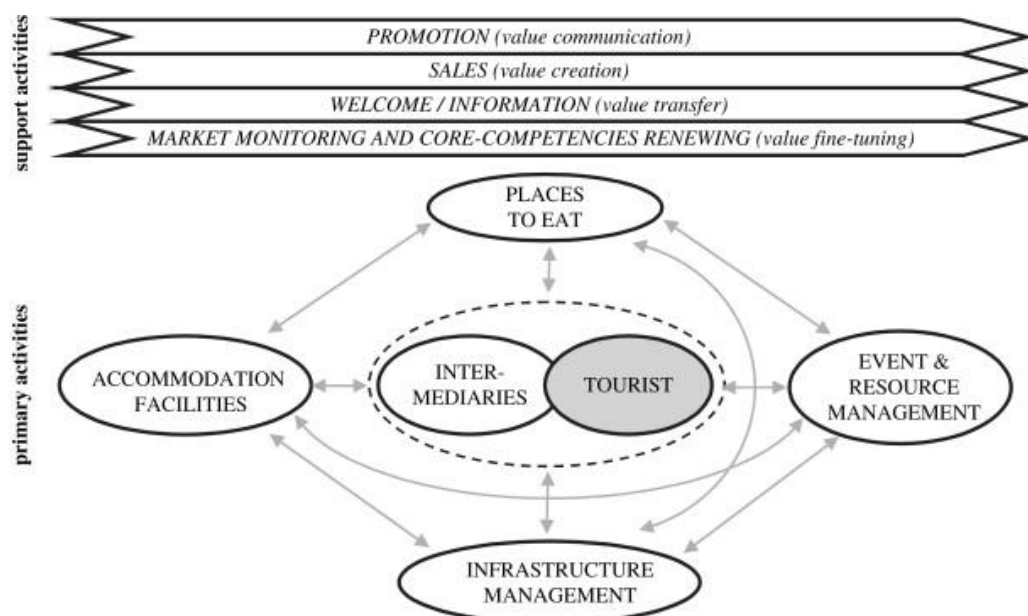 support activities
PROMOTION (value communication)
SALES (value creation)
WELCOME / INFORMATION (value transfer)
MARKET MONITORING AND CORE-COMPETENCIES RENEWING (value fine-tuning)
primary activities
PLACES
TO EAT
ACCOMMODATION
FACILITIES
INTER-
MEDIARIES
TOURIST
EVENT &
RESOURCE
MANAGEMENT
INFRASTRUCTURE
MANAGEMENT